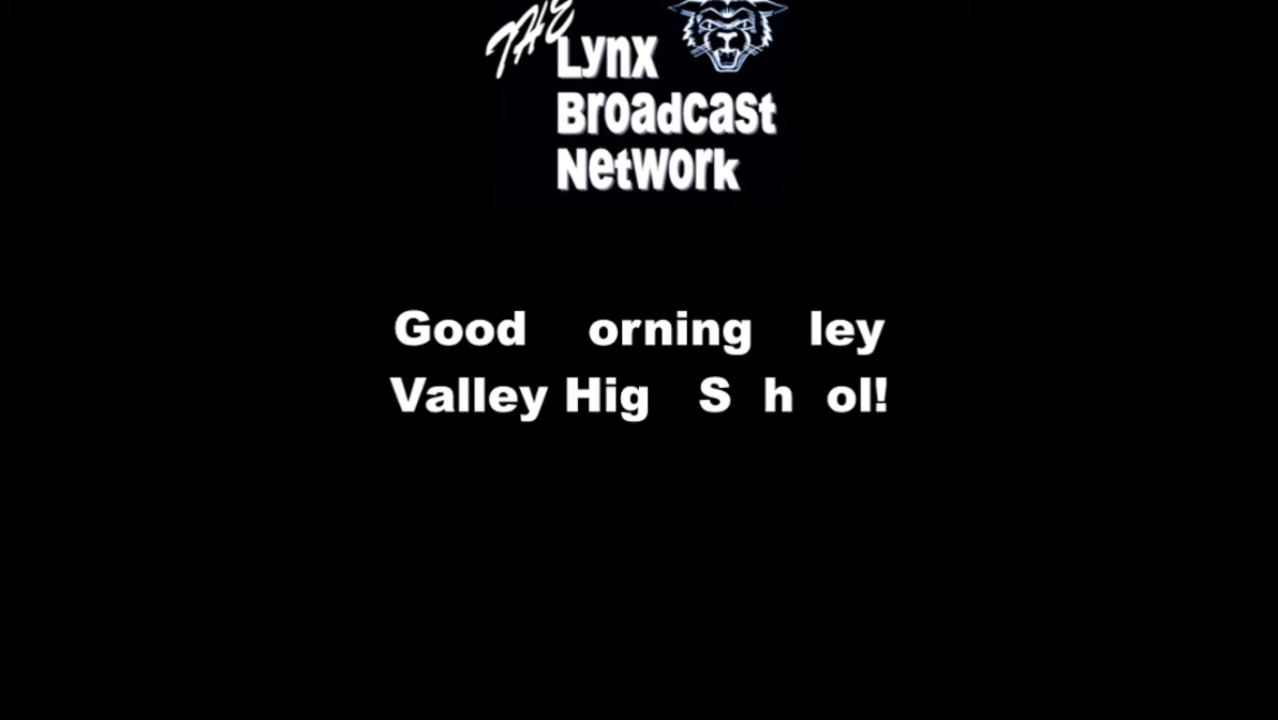 THE
Lynx
Broadcast
Network
Good orning ley
Valley Hig S h ol!